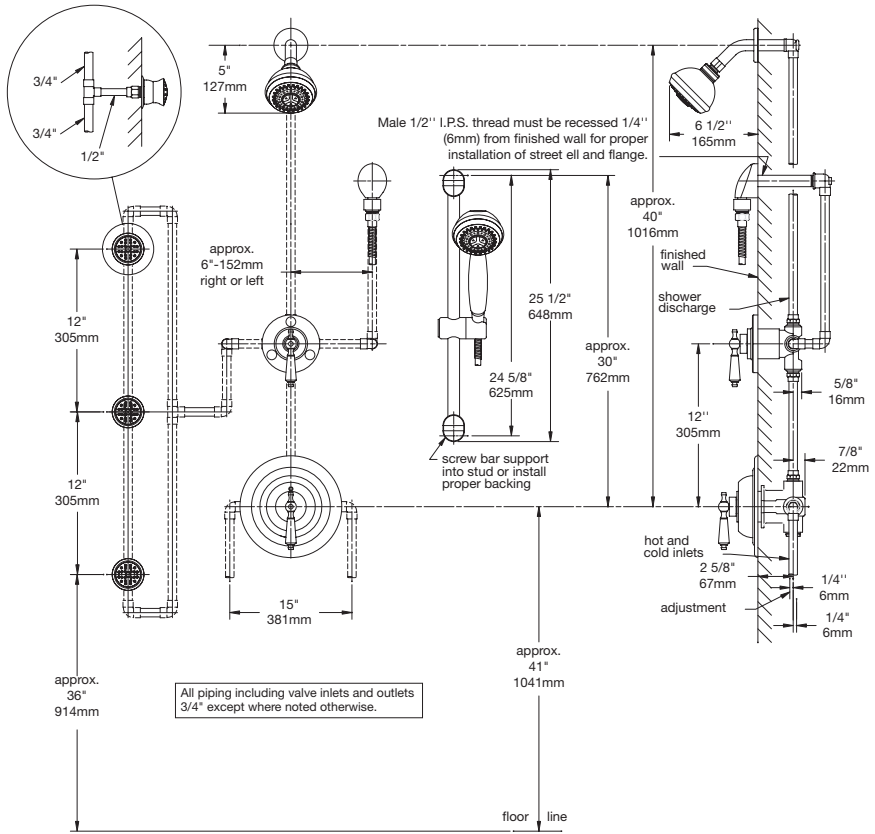 3/4"
3/4"
1/2"
5"
127mm
Male 1/2'' I.P.S. thread must be recessed 1/4''
(6mm) from finished wall for proper
installation of street ell and flange.
6 1/2''
165mm
approx.
40"
1016mm
approx.
6"-152mm
right or left
finished
wall
shower
discharge
12"
305mm
25 1/2"
648mm
approx.
30"
762mm
24 5/8"
625mm
12''
305mm
5/8"
16mm
screw bar support
into stud or install
proper backing
7/8"
22mm
12"
305mm
hot and
cold inlets
2 5/8"
67mm
adjustment
1/4''
6mm
1/4"
6mm
15"
381mm
approx.
41"
1041mm
approx.
36"
914mm
All piping including valve inlets and outlets
3/4" except where noted otherwise.
floor line